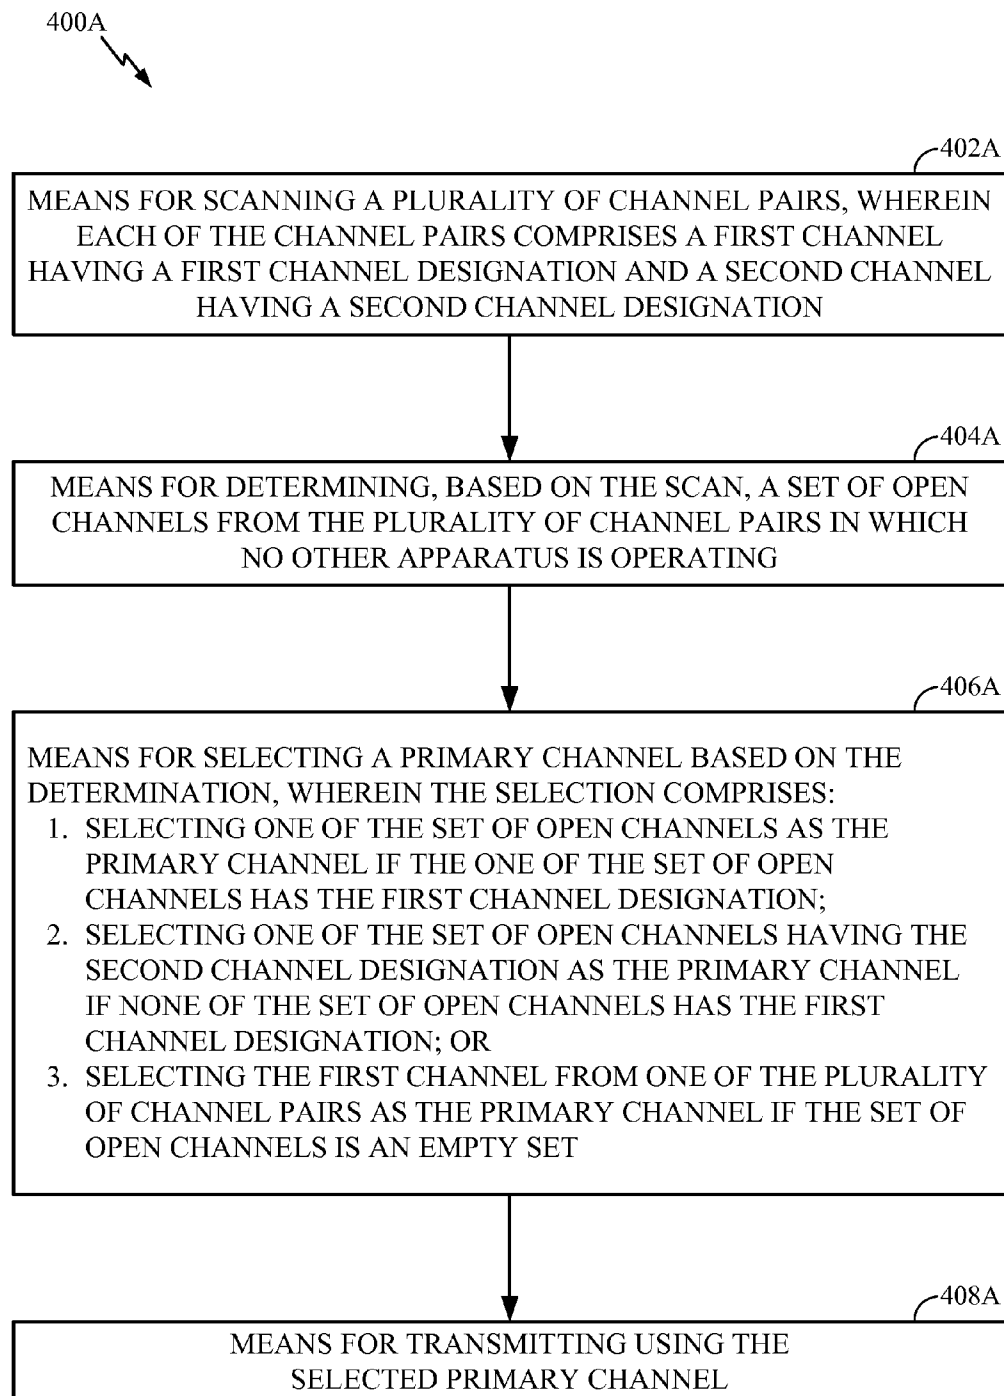 400A
402A
MEANS FOR SCANNING A PLURALITY OF CHANNEL PAIRS, WHEREIN
EACH OF THE CHANNEL PAIRS COMPRISES A FIRST CHANNEL
HAVING A FIRST CHANNEL DESIGNATION AND A SECOND CHANNEL
HAVING A SECOND CHANNEL DESIGNATION
404A
MEANS FOR DETERMINING, BASED ON THE SCAN, A SET OF OPEN
CHANNELS FROM THE PLURALITY OF CHANNEL PAIRS IN WHICH
NO OTHER APPARATUS IS OPERATING
406A
MEANS FOR SELECTING A PRIMARY CHANNEL BASED ON THE
DETERMINATION, WHEREIN THE SELECTION COMPRISES:
1. SELECTING ONE OF THE SET OF OPEN CHANNELS AS THE
PRIMARY CHANNEL IF THE ONE OF THE SET OF OPEN
CHANNELS HAS THE FIRST CHANNEL DESIGNATION;
2. SELECTING ONE OF THE SET OF OPEN CHANNELS HAVING THE
SECOND CHANNEL DESIGNATION AS THE PRIMARY CHANNEL
IF NONE OF THE SET OF OPEN CHANNELS HAS THE FIRST
CHANNEL DESIGNATION; OR
3. SELECTING THE FIRST CHANNEL FROM ONE OF THE PLURALITY
OF CHANNEL PAIRS AS THE PRIMARY CHANNEL IF THE SET OF
OPEN CHANNELS IS AN EMPTY SET
408A
MEANS FOR TRANSMITTING USING THE
SELECTED PRIMARY CHANNEL